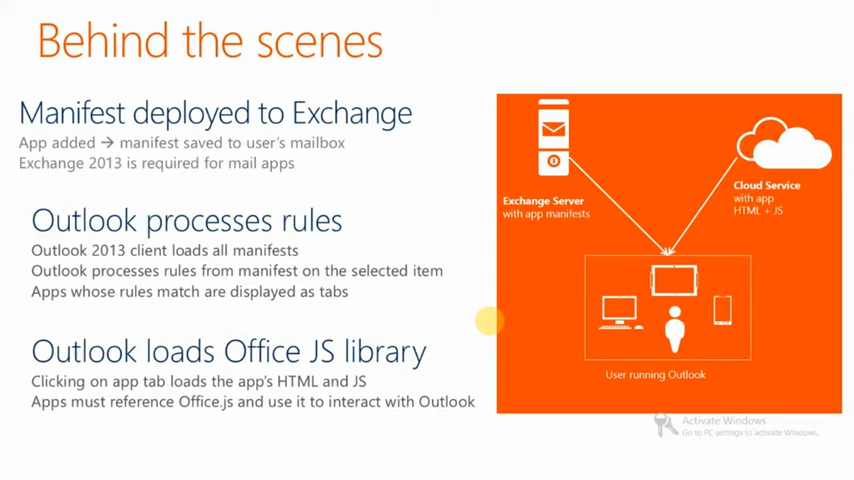 Behind the scenes
Manifest deployed to Exchange
App added → manifest saved to user's mailbox
Exchange 2013 is required for mail apps
Outlook processes rules
Outlook 2013 client loads all manifests
Outlook processes rules from manifest on the selected item
Apps whose rules match are displayed as tabs
Outlook loads Office JS library
Clicking on app tab loads the app's HTML and JS
Apps must reference Office.js and use it to interact with Outlook
Exchange Server
with app manifests
Cloud Service
with app
HTML + JS
User running Outlook
Activate Windows
Go to PC settings to activate Windows.